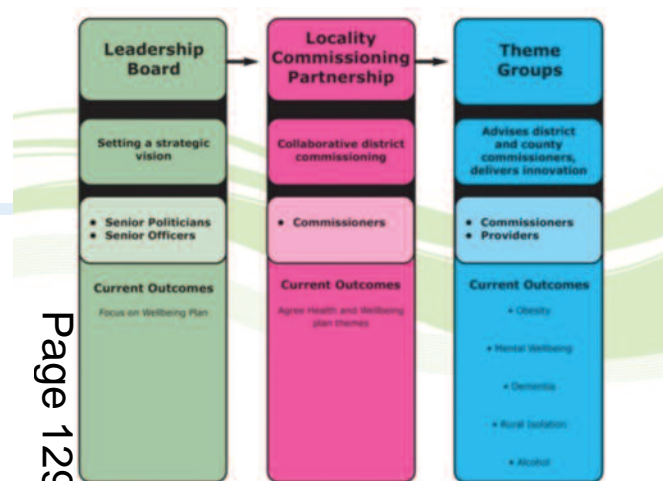 Leadership
Board
Setting a strategic
vision
• Senior Politicians
• Senior Officers
Current Outcomes
Focus on Wellbeing Plan
Locality
Commissioning
Partnership
Collaborative district
commissioning
• Commissioners
Current Outcomes
Agree Health and Wellbeing
plan themes
Theme
Groups
Advises district
and county
commissioners,
delivers innovation
• Commissioners
• Providers
Current Outcomes
• Obesity
• Mental Wellbeing
• Dementia
• Rural Isolation
• Alcohol
Page 129